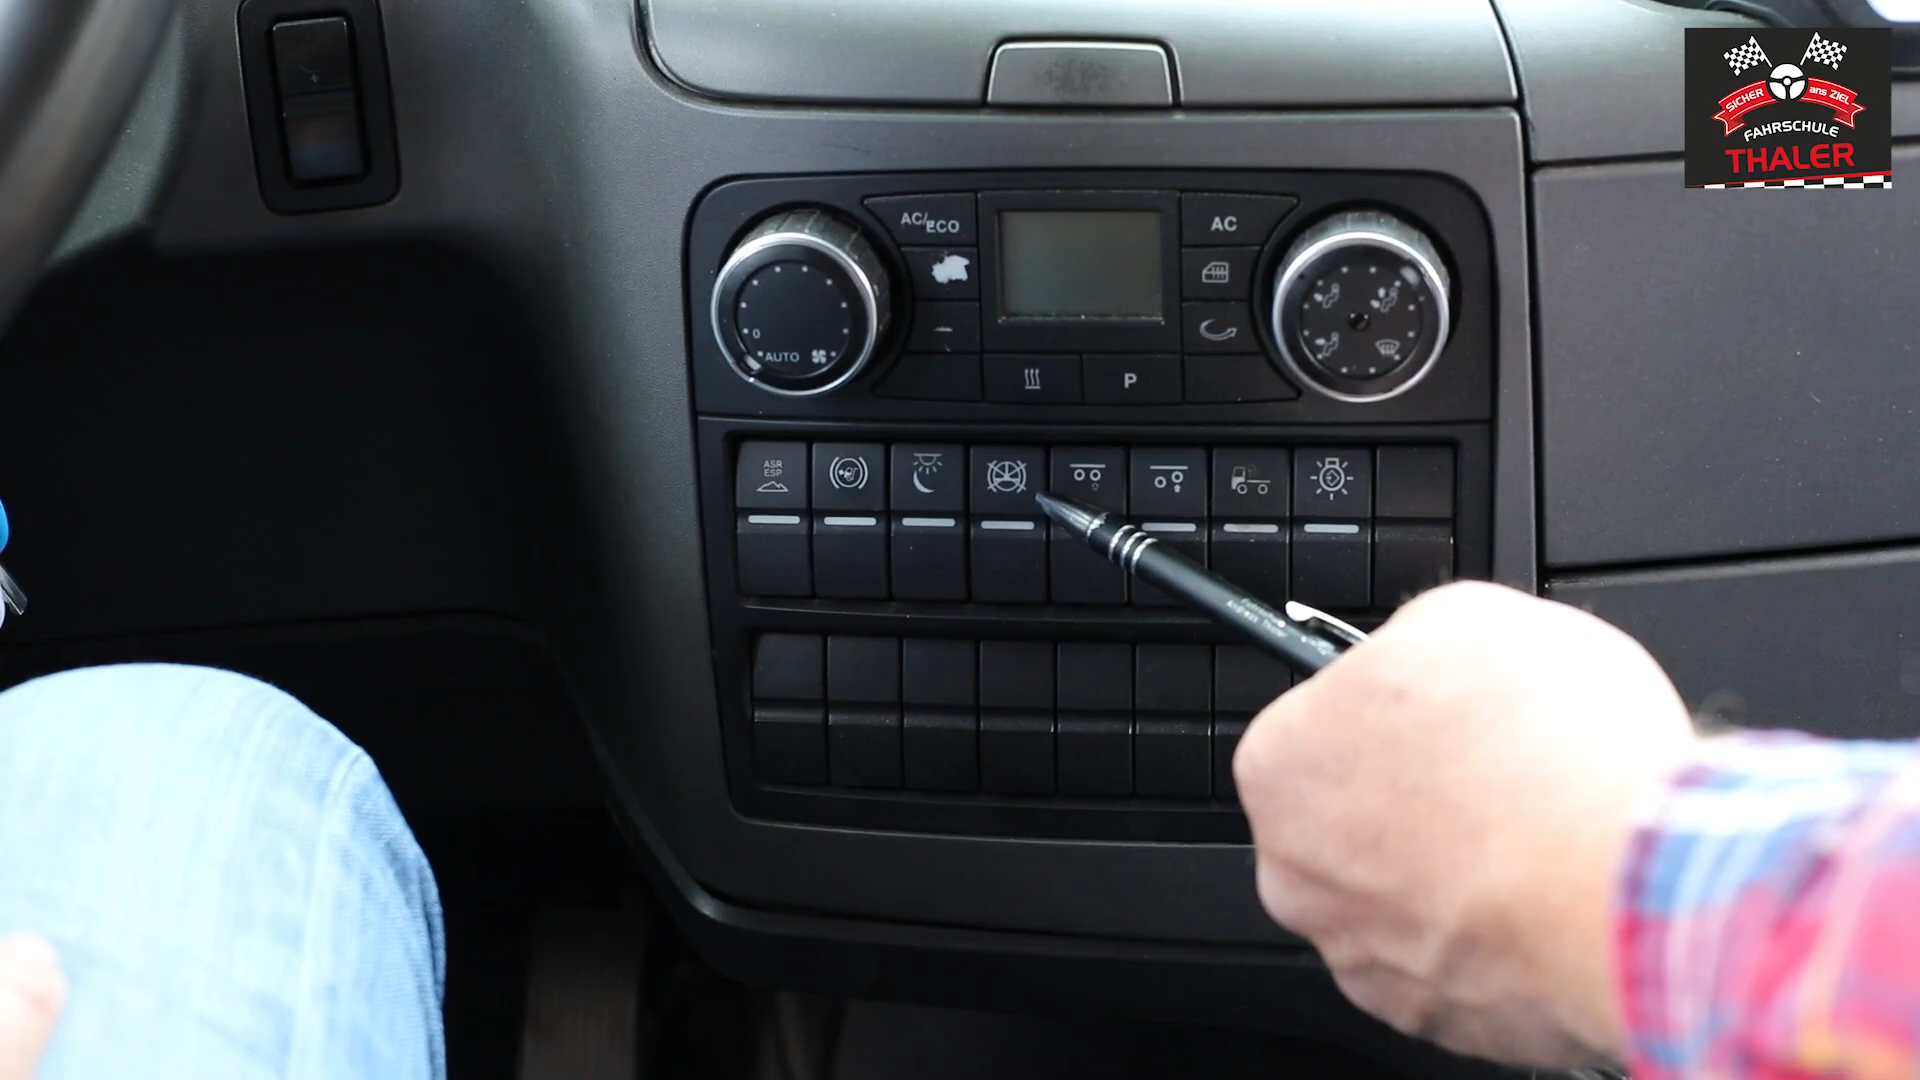 SICHER ans ZIEL
FAHRSCHULE
THALER
AC/ECO
AC
0
AUTO
P
ASR
ESP